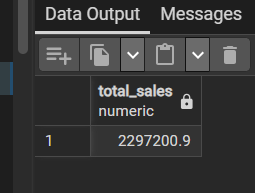 Data Output Messages
total_sales
numeric
1 2297200.9